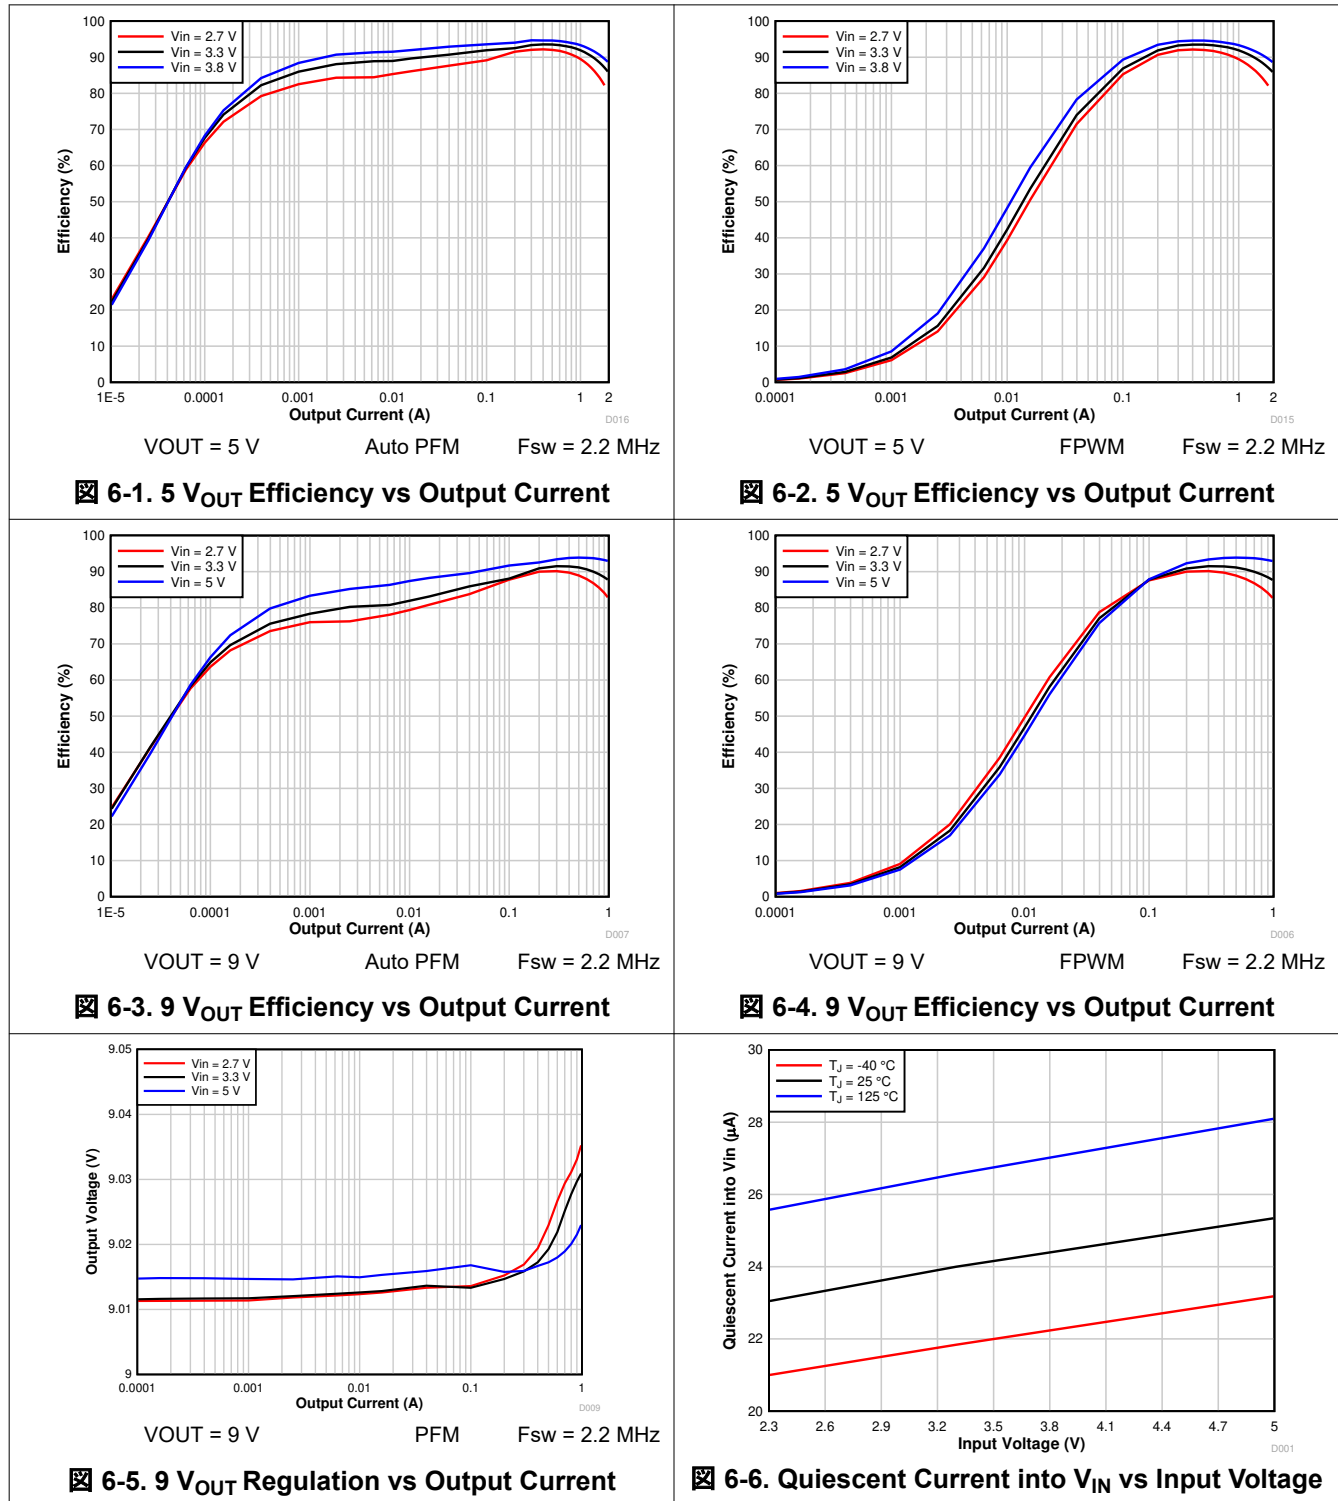 100
90
80
70
60
50
40
30
20
10
0
Efficiency (%)
Vin = 2.7 V
Vin = 3.3 V
Vin = 3.8 V
1E-5 0.0001 0.001 0.01 0.1 1 2
Output Current (A)
D016
VOUT = 5 V Auto PFM Fsw = 2.2 MHz
図 6-1. 5 VOUT Efficiency vs Output Current
100
90
80
70
60
50
40
30
20
10
0
Efficiency (%)
Vin = 2.7 V
Vin = 3.3 V
Vin = 3.8 V
0.0001 0.001 0.01 0.1 1 2
Output Current (A)
D015
VOUT = 5 V FPWM Fsw = 2.2 MHz
図 6-2. 5 VOUT Efficiency vs Output Current
100
90
80
70
60
50
40
30
20
10
0
Efficiency (%)
Vin = 2.7 V
Vin = 3.3 V
Vin = 5 V
1E-5 0.0001 0.001 0.01 0.1 1
Output Current (A)
D007
VOUT = 9 V Auto PFM Fsw = 2.2 MHz
図 6-3. 9 VOUT Efficiency vs Output Current
100
90
80
70
60
50
40
30
20
10
0
Efficiency (%)
Vin = 2.7 V
Vin = 3.3 V
Vin = 5 V
0.0001 0.001 0.01 0.1 1
Output Current (A)
D006
VOUT = 9 V FPWM Fsw = 2.2 MHz
図 6-4. 9 VOUT Efficiency vs Output Current
9.05
9.04
9.03
9.02
9.01
9
Output Voltage (V)
Vin = 2.7 V
Vin = 3.3 V
Vin = 5 V
0.0001 0.001 0.01 0.1 1
Output Current (A)
D009
VOUT = 9 V PFM Fsw = 2.2 MHz
図 6-5. 9 VOUT Regulation vs Output Current
30
28
26
24
22
20
Quiescent Current into Vin (µA)
TJ = -40 °C
TJ = 25 °C
TJ = 125 °C
2.3 2.6 2.9 3.2 3.5 3.8 4.1 4.4 4.7 5
Input Voltage (V)
D001
図 6-6. Quiescent Current into VIN vs Input Voltage